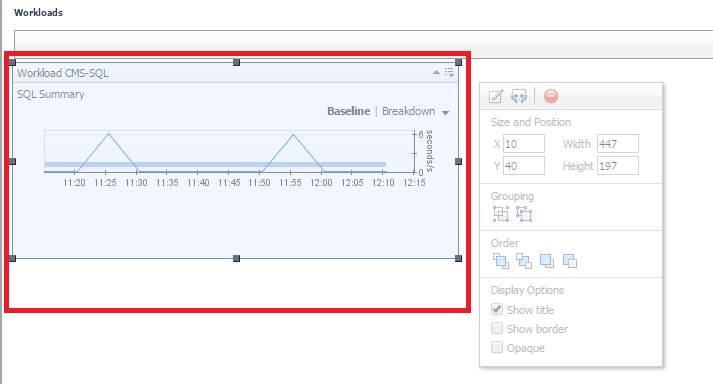 Workloads
Workload CMS-SQL
SQL Summary
Baseline | Breakdown
6
seconds/s
0
11:20 11:25 11:30 11:35 11:40 11:45 11:50 11:55 12:00 12:05 12:10 12:15
Size and Position
X 10 Width 447
Y 40 Height 197
Grouping
Order
Display Options
Show title
Show border
Opaque